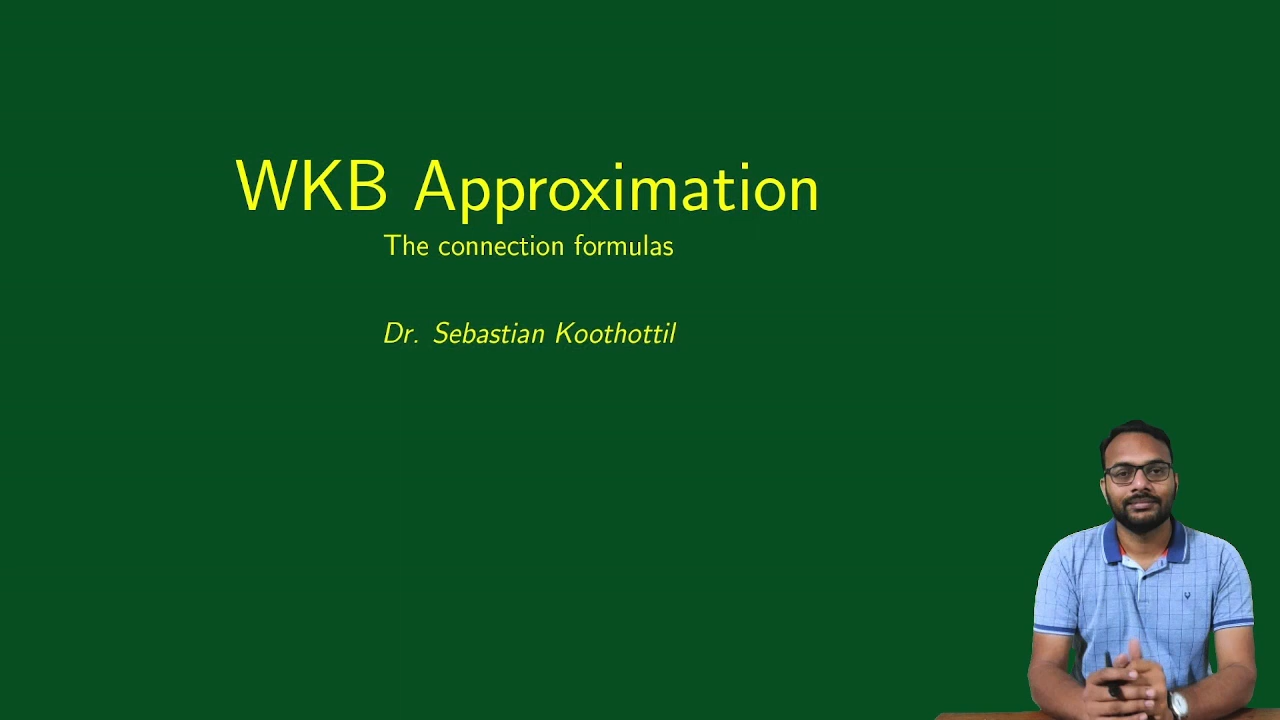 WKB Approximation
The connection formulas
Dr. Sebastian Koothottil